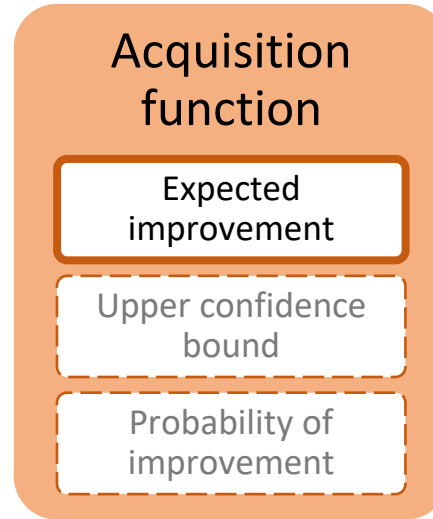 Acquisition
function
Expected
improvement
Upper confidence
bound
Probability of
improvement